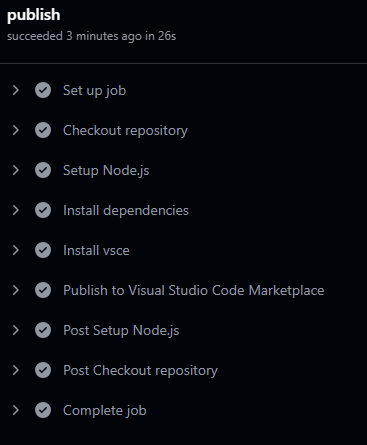 publish
succeeded 3 minutes ago in 26s
Set up job
Checkout repository
Setup Node.js
Install dependencies
Install vsce
Publish to Visual Studio Code Marketplace
Post Setup Node.js
Post Checkout repository
Complete job